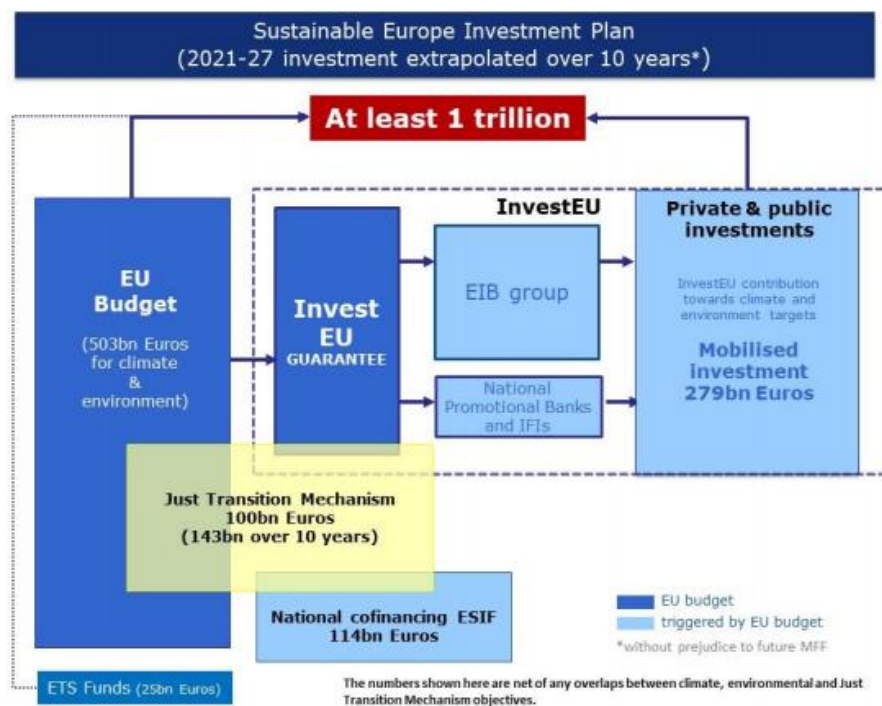 Sustainable Europe Investment Plan
(2021-27 investment extrapolated over 10 years*)
At least 1 trillion
EU
Budget
(503bn Euros
for climate
&
environment)
Invest
EU
GUARANTEE
InvestEU
EIB group
National
Promotional Banks
and IFIs
Private & public
investments
InvestEU contribution
towards climate and
environment targets
Mobilised
investment
279bn Euros
Just Transition Mechanism
100bn Euros
(143bn over 10 years)
National cofinancing ESIF
114bn Euros
EU budget
triggered by EU budget
*without prejudice to future MFF
ETS Funds (25bn Euros)
The numbers shown here are net of any overlaps between climate, environmental and Just
Transition Mechanism objectives.